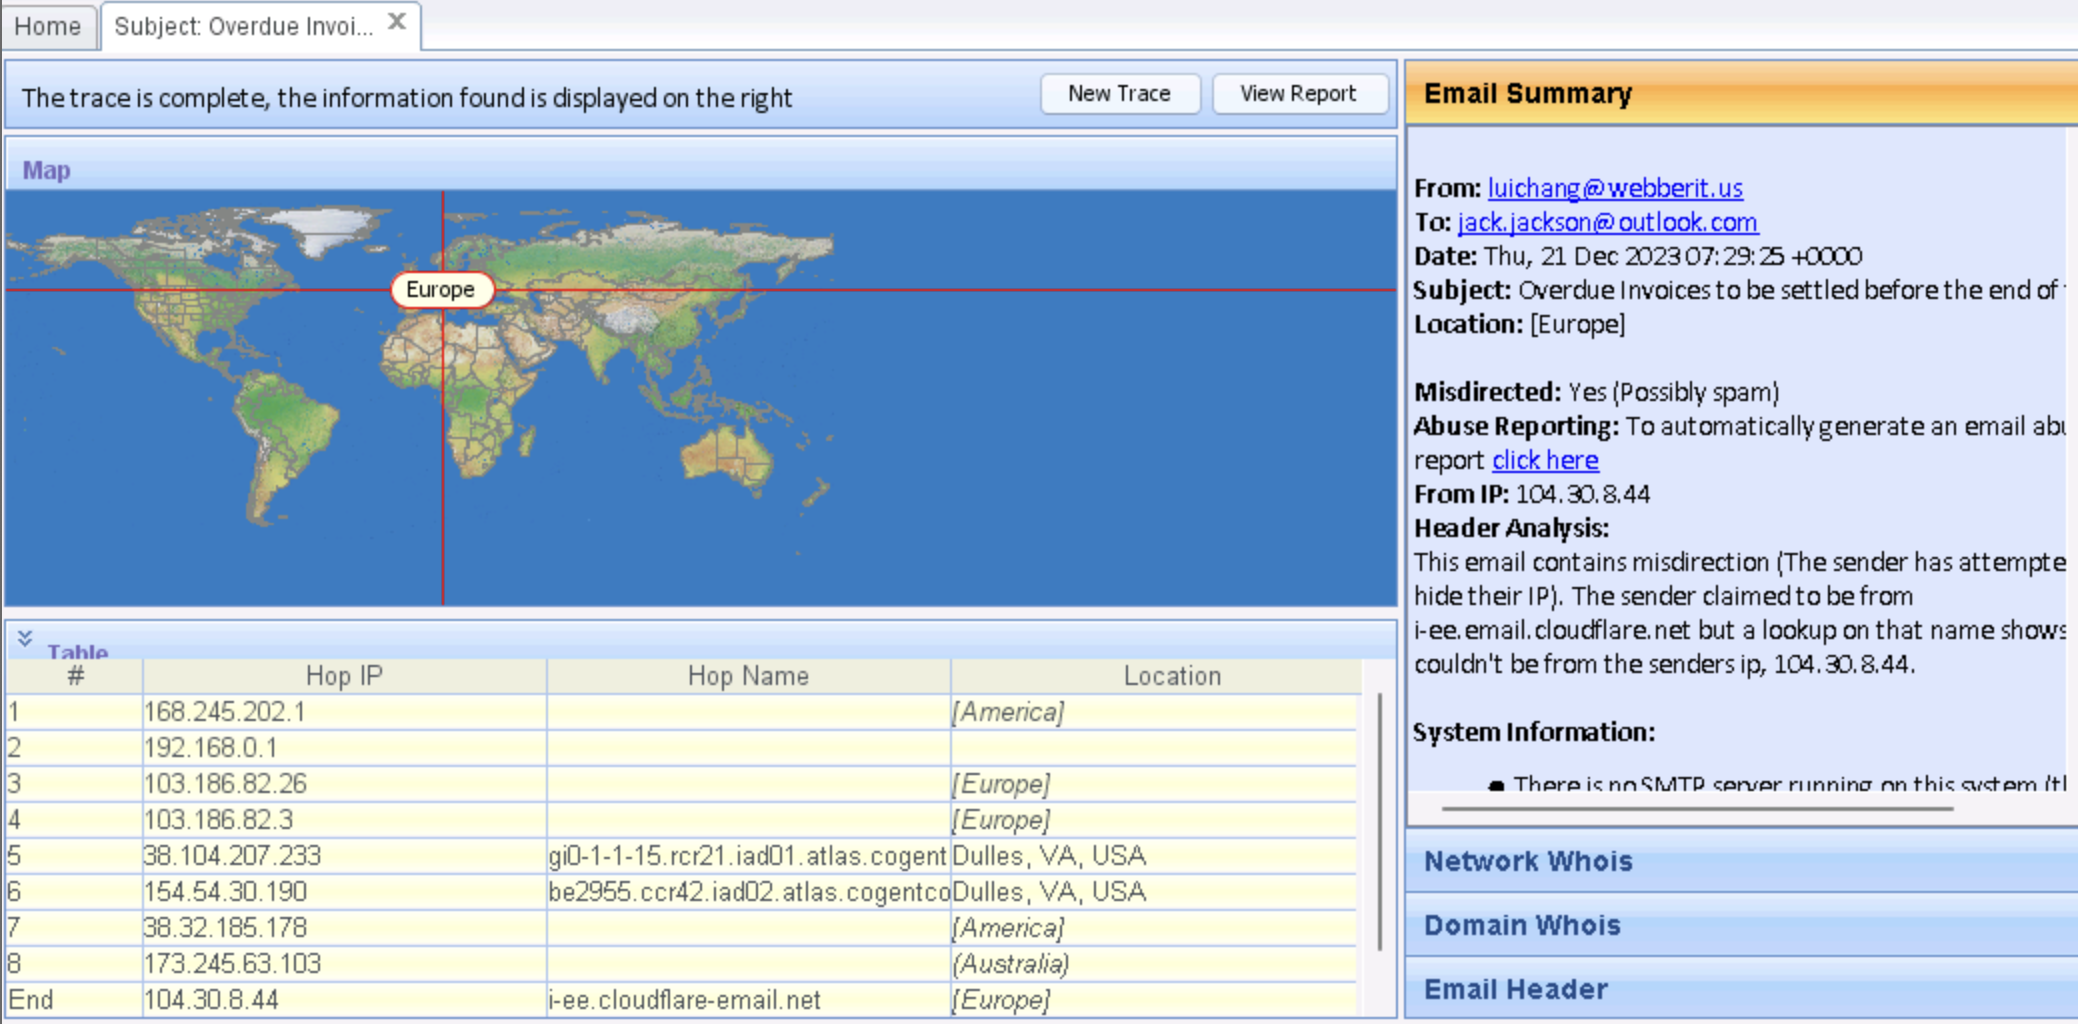 Home
Subject: Overdue Invoi...
The trace is complete, the information found is displayed on the right
New Trace
View Report
Map
Europe
Table
# Hop IP Hop Name Location
1 168.245.202.1 [America]
2 192.168.0.1
3 103.186.82.26 [Europe]
4 103.186.82.3 [Europe]
5 38.104.207.233 gi0-1-1-15.rcr21.iad01.atlas.cogent Dulles, VA, USA
6 154.54.30.190 be2955.ccr42.iad02.atlas.cogentco Dulles, VA, USA
7 38.32.185.178 [America]
8 173.245.63.103 (Australia)
End 104.30.8.44 i-ee.cloudflare-email.net [Europe]
Email Summary
From: luichang@webberit.us
To: jack.jackson@outlook.com
Date: Thu, 21 Dec 2023 07:29:25 +0000
Subject: Overdue Invoices to be settled before the end of
Location: [Europe]
Misdirected: Yes (Possibly spam)
Abuse Reporting: To automatically generate an email abu
report click here
From IP: 104.30.8.44
Header Analysis:
This email contains misdirection (The sender has attempte
hide their IP). The sender claimed to be from
i-ee.email.cloudflare.net but a lookup on that name shows
couldn't be from the senders ip, 104.30.8.44.
System Information:
● There is no SMTP server running on this system (tl
Network Whois
Domain Whois
Email Header